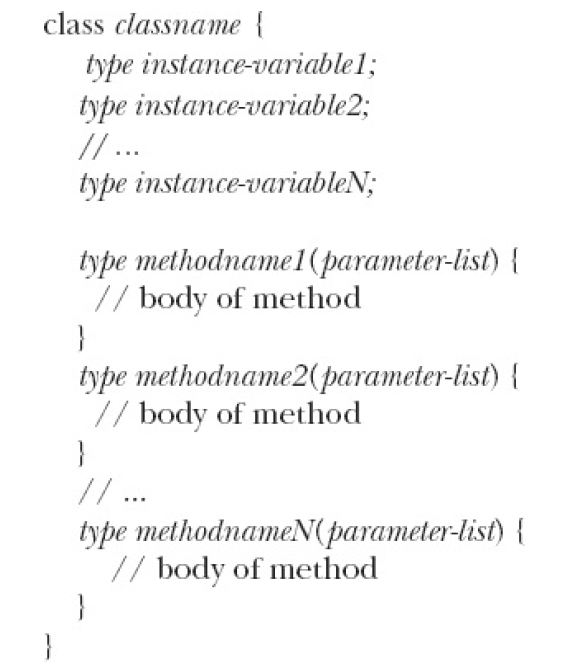 class classname {
type instance-variable1;
type instance-variable2;
// ...
type instance-variableN;
type methodname1(parameter-list) {
// body of method
}
type methodname2(parameter-list) {
// body of method
}
// ...
type methodnameN(parameter-list) {
// body of method
}
}